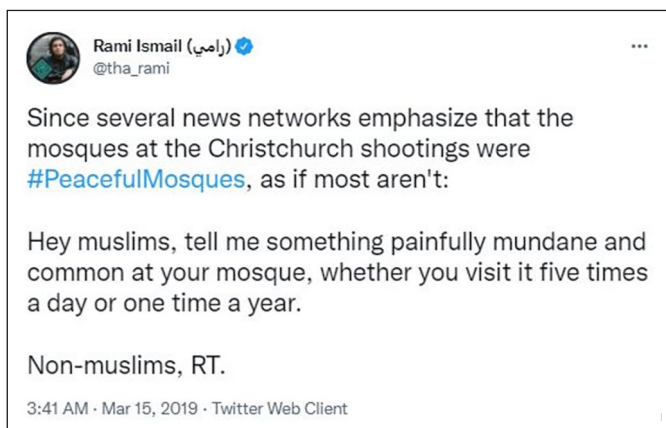 Rami Ismail (رامي)
@tha_rami
Since several news networks emphasize that the
mosques at the Christchurch shootings were
#PeacefulMosques, as if most aren't:
Hey muslims, tell me something painfully mundane and
common at your mosque, whether you visit it five times
a day or one time a year.
Non-muslims, RT.
3:41 AM · Mar 15, 2019 · Twitter Web Client